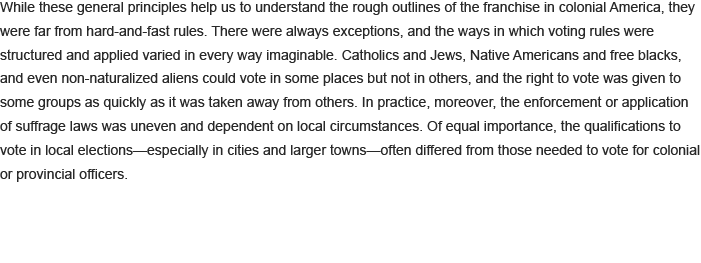 While these general principles help us to understand the rough outlines of the franchise in colonial America, they
were far from hard-and-fast rules. There were always exceptions, and the ways in which voting rules were
structured and applied varied in every way imaginable. Catholics and Jews, Native Americans and free blacks,
and even non-naturalized aliens could vote in some places but not in others, and the right to vote was given to
some groups as quickly as it was taken away from others. In practice, moreover, the enforcement or application
of suffrage laws was uneven and dependent on local circumstances. Of equal importance, the qualifications to
vote in local elections—especially in cities and larger towns—often differed from those needed to vote for colonial
or provincial officers.